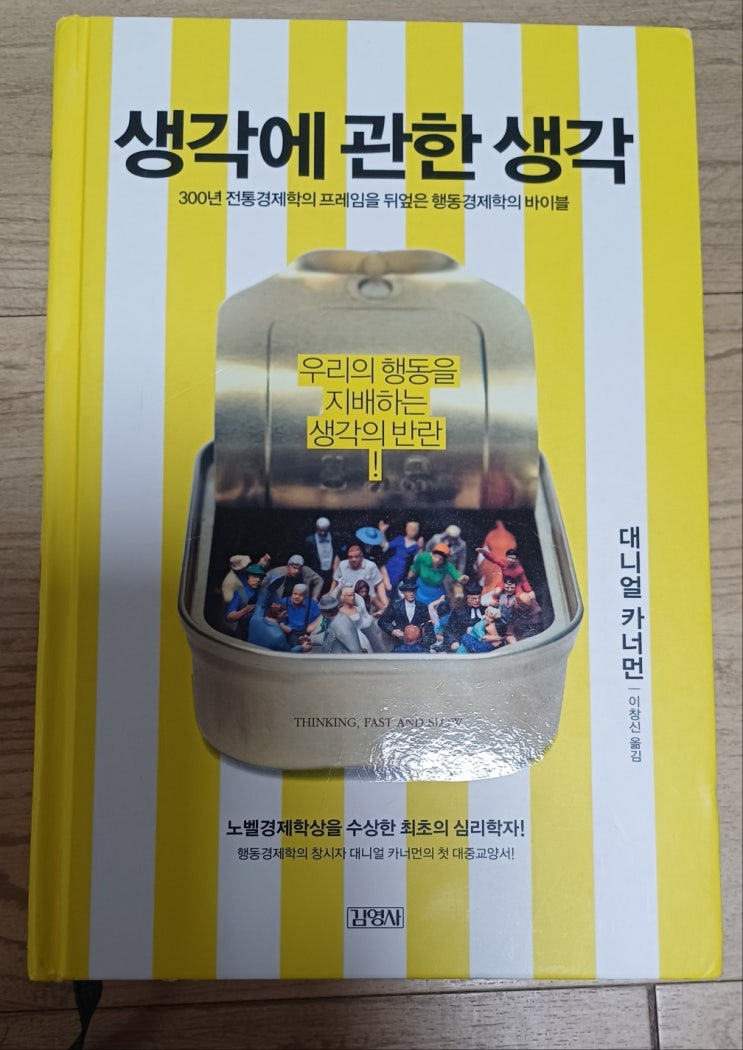 생각에 관한 생각
300년 전통경제학의 프레임을 뒤엎은 행동경제학의 바이블
우리의 행동을
지배하는
생각의 반란
!
대니얼 카너먼
이창신 옮김
THINKING, FAST AND SLOW
노벨경제학상을 수상한 최초의 심리학자!
행동경제학의 창시자 대니얼 카너먼의 첫 대중교양서!
김영사